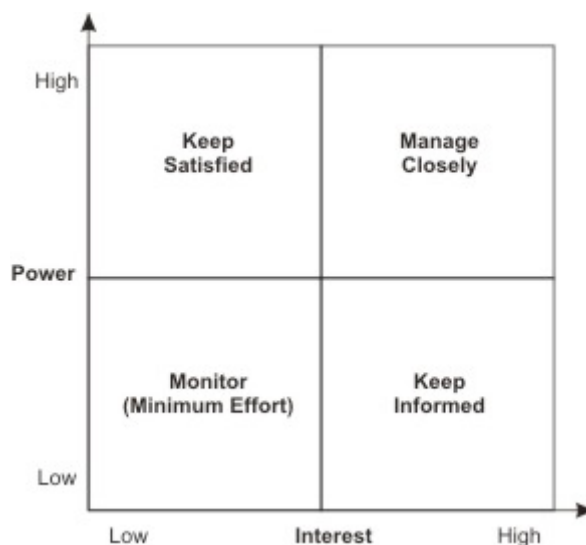 High
Keep
Satisfied
Manage
Closely
Power
Monitor
(Minimum Effort)
Keep
Informed
Low
Low
Interest
High